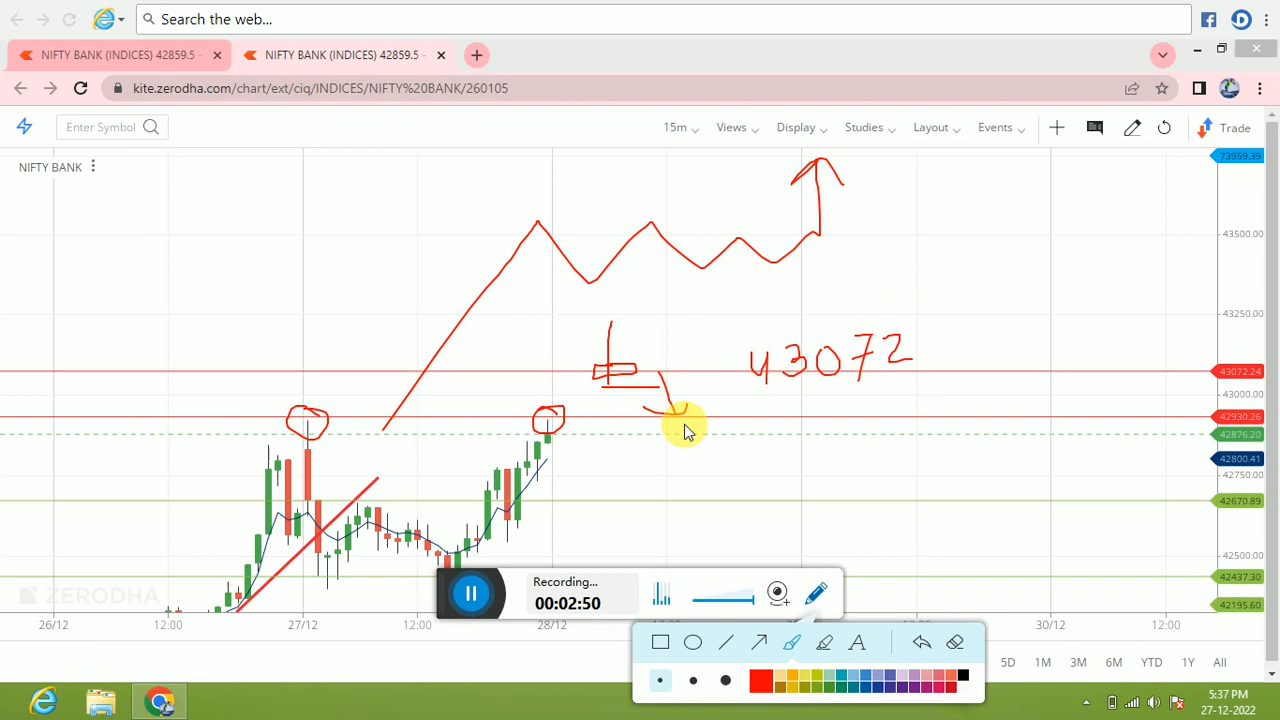 Search the web...
NIFTY BANK (INDICES) 42859.5 -
NIFTY BANK (INDICES) 42859.5 -
kite.zerodha.com/chart/ext/ciq/INDICES/NIFTY%20BANK/260105
Enter Symbol
15m
Views
Display
Studies
Layout
Events
Trade
NIFTY BANK
73959.39
43500.00
43250.00
43072
43072.24
43000.00
42930.26
42876.20
42800.41
42750.00
42670.89
42500.00
42437.30
42195.60
ZERODHA
Recording...
00:02:50
26/12
12:00
27/12
12:00
28/12
12:00
30/12
12:00
5D
1M
3M
6M
YTD
1Y
All
A
5:37 PM
27-12-2022